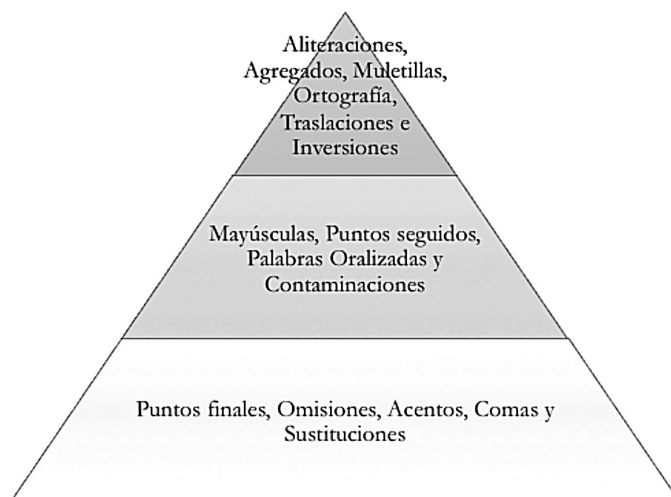 Aliteraciones,
Agregados, Muletillas,
Ortografía,
Traslaciones e
Inversiones
Mayúsculas, Puntos seguidos,
Palabras Oralizadas y
Contaminaciones
Puntos finales, Omisiones, Acentos, Comas y
Sustituciones